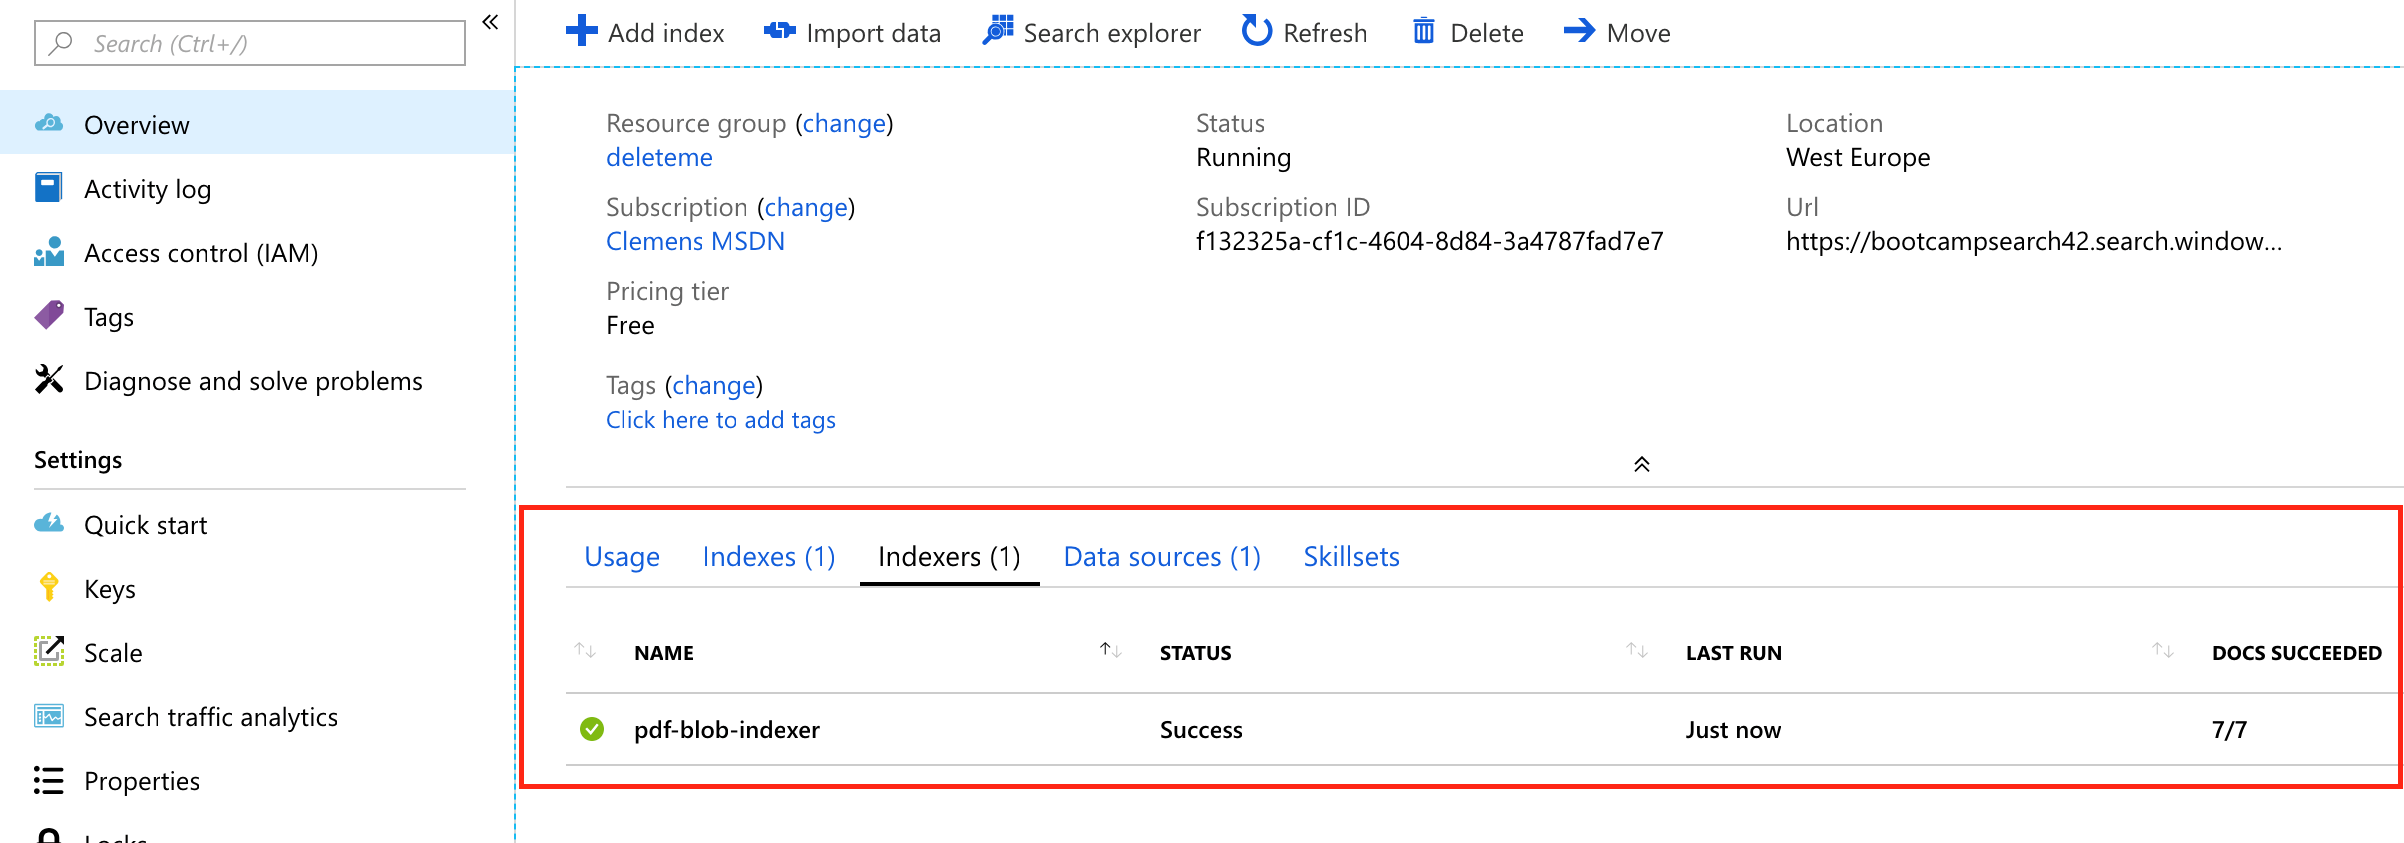 Search (Ctrl+/)
Overview
Activity log
Access control (IAM)
Tags
Diagnose and solve problems
Settings
Quick start
Keys
Scale
Search traffic analytics
Properties
Locks
Add index Import data Search explorer Refresh Delete Move
Resource group (change)
deleteme
Subscription (change)
Clemens MSDN
Pricing tier
Free
Tags (change)
Click here to add tags
Status
Running
Subscription ID
f132325a-cf1c-4604-8d84-3a4787fad7e7
Location
West Europe
Url
https://bootcampsearch42.search.window...
Usage Indexes (1) Indexers (1) Data sources (1) Skillsets
NAME STATUS LAST RUN DOCS SUCCEEDED
pdf-blob-indexer Success Just now 7/7